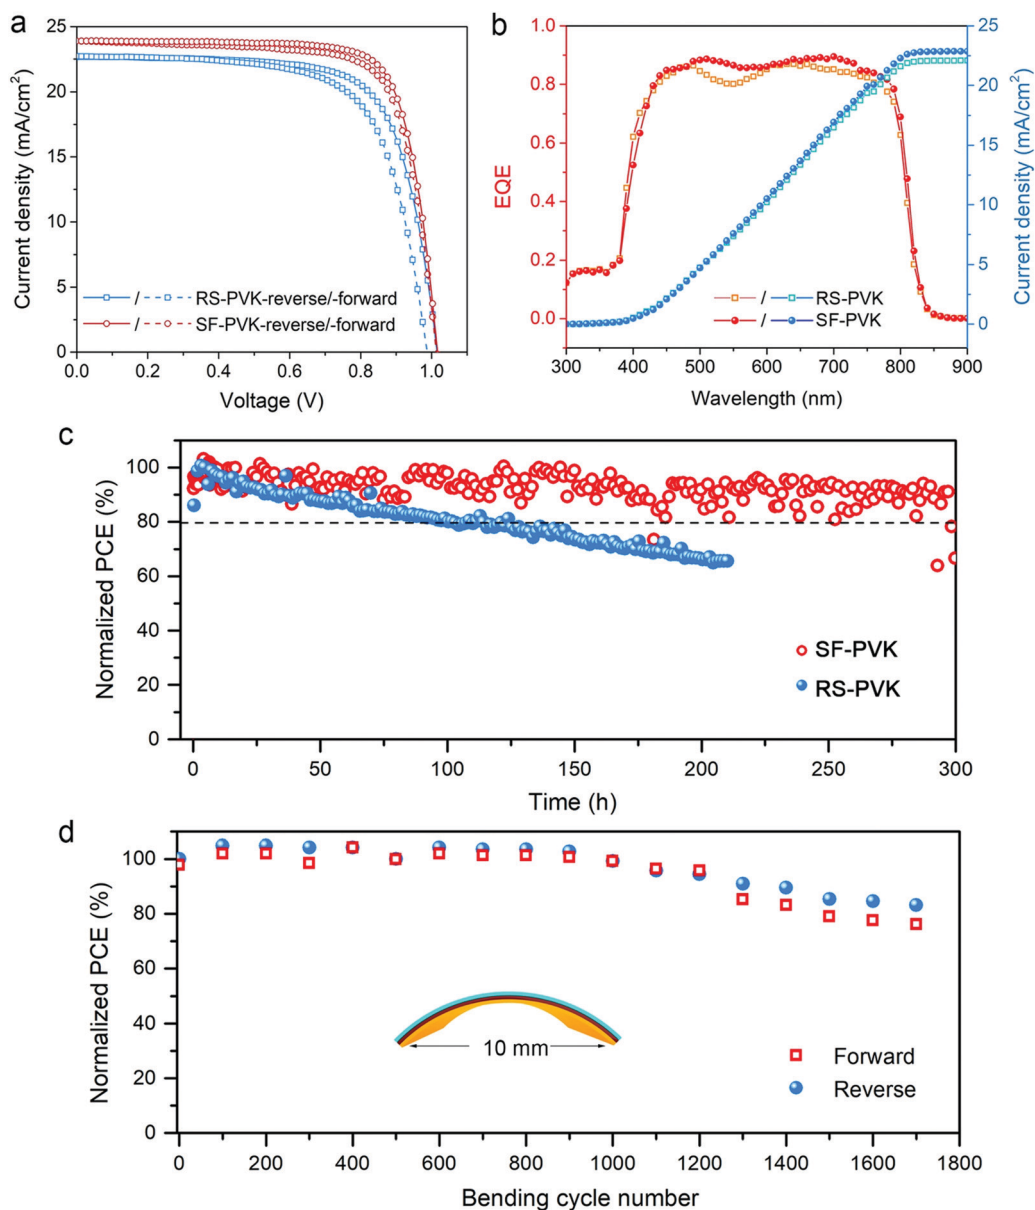 a
25
20
15
10
5
0
Current density (mA/cm²)
/ RS-PVK-reverse/-forward
/ SF-PVK-reverse/-forward
0.0 0.2 0.4 0.6 0.8 1.0
Voltage (V)
b
1.0
0.8
0.6
0.4
0.2
0.0
EQE
25
20
15
10
5
0
Current density (mA/cm²)
/ RS-PVK
/ SF-PVK
300 400 500 600 700 800 900
Wavelength (nm)
c
100
80
60
40
20
0
Normalized PCE (%)
SF-PVK
RS-PVK
0 50 100 150 200 250 300
Time (h)
d
100
80
60
40
20
0
Normalized PCE (%)
10 mm
Forward
Reverse
0 200 400 600 800 1000 1200 1400 1600 1800
Bending cycle number